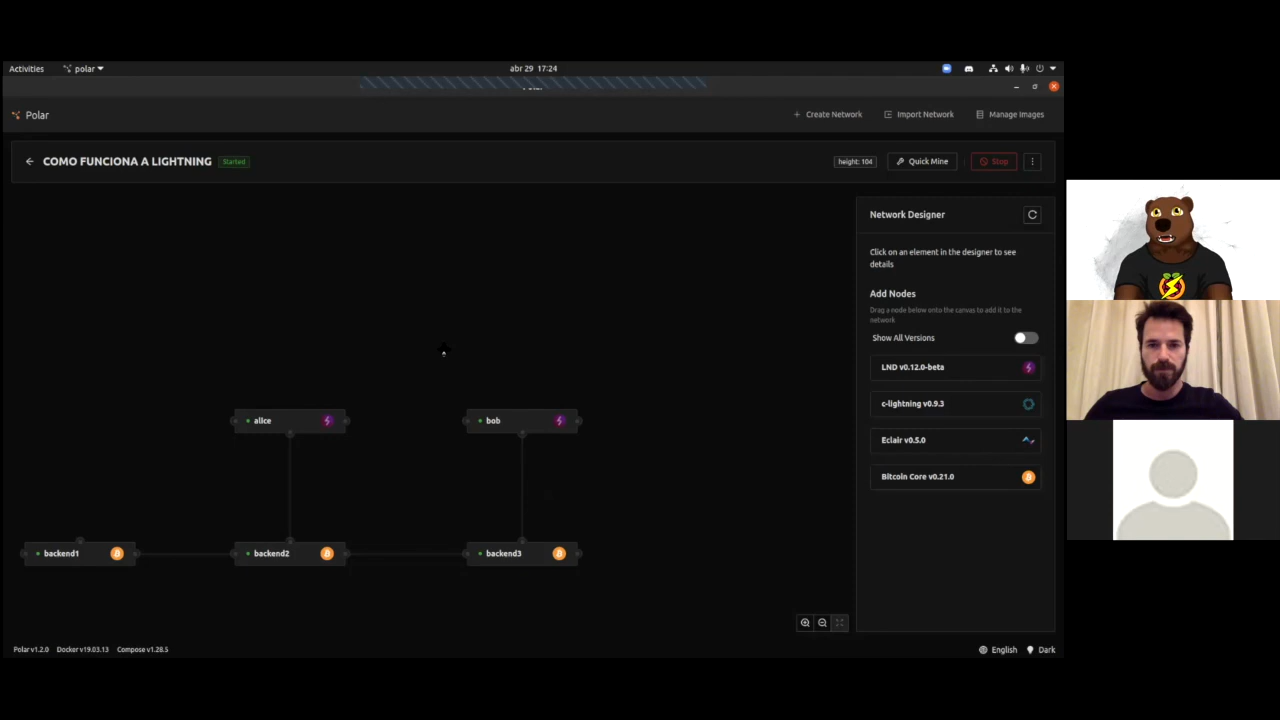 Activities
polar
abr 29 17:24
Polar
Create Network
Import Network
Manage Images
COMO FUNCIONA A LIGHTNING
Started
height: 104
Quick Mine
Stop
Network Designer
Click on an element in the designer to see
details
Add Nodes
Drag a node below onto the canvas to add it to the
network
Show All Versions
LND v0.12.0-beta
c-lightning v0.9.3
Eclair v0.5.0
Bitcoin Core v0.21.0
alice
bob
backend1
backend2
backend3
Polar v1.2.0
Docker v19.03.13
Compose v1.28.5
English
Dark